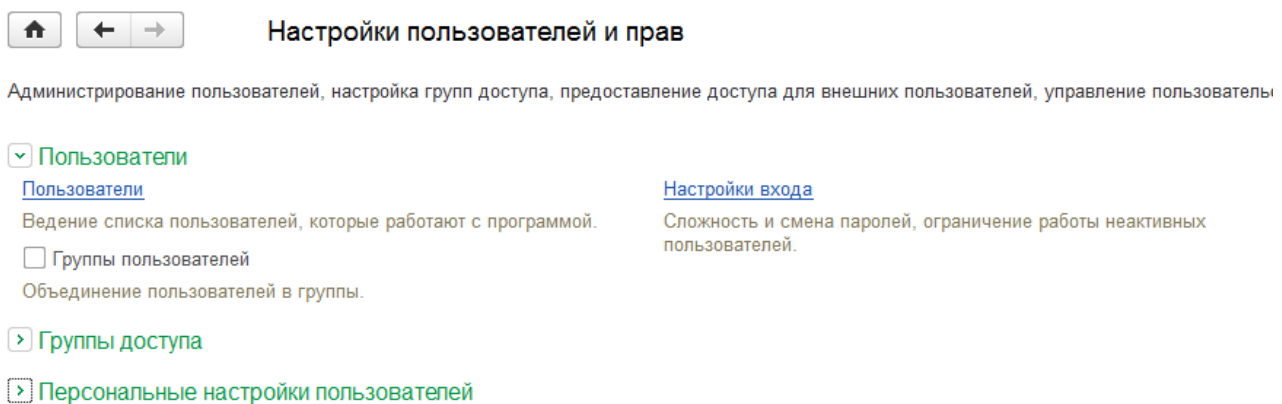 Настройки пользователей и прав
Администрирование пользователей, настройка групп доступа, предоставление доступа для внешних пользователей, управление
Пользователи
Пользователи
Ведение списка пользователей, которые работают с программой.
Группы пользователей
Объединение пользователей в группы.
Настройки входа
Сложность и смена паролей, ограничение работы неактивных
пользователей.
Группы доступа
Персональные настройки пользователей